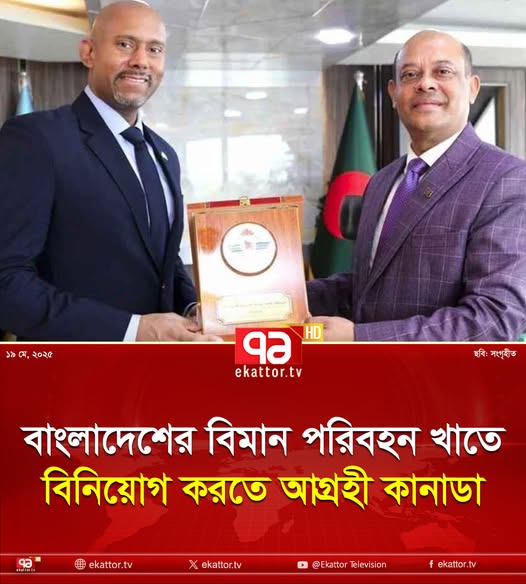 ৭১ HD
১৯ মে, ২০২৫
ছবি: সংগৃহীত
ekattor.tv
বাংলাদেশের বিমান পরিবহন খাতে
বিনিয়োগ করতে আগ্রহী কানাডা
৭১ ekattor.tv ekattor.tv @Ekattor Television ekattor.tv